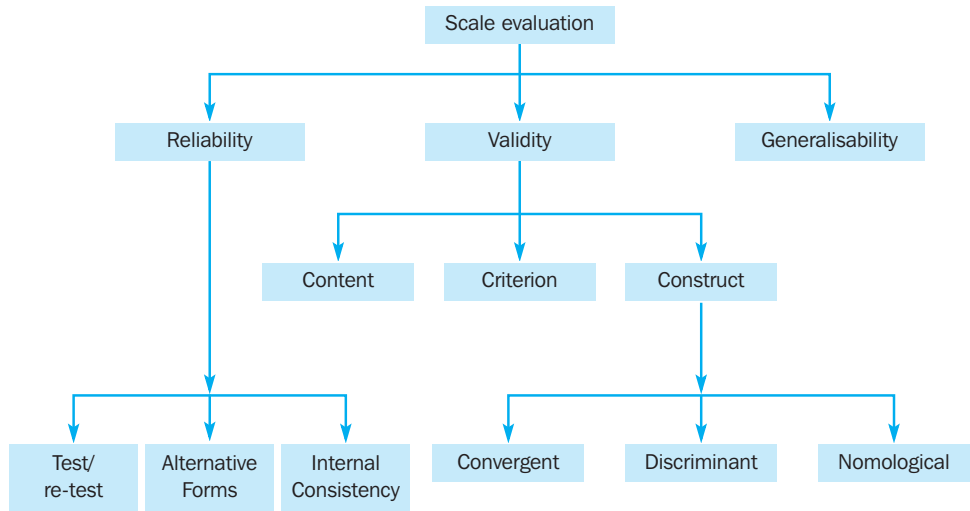 Scale evaluation
Reliability
Validity
Generalisability
Content
Criterion
Construct
Test/
re-test
Alternative
Forms
Internal
Consistency
Convergent
Discriminant
Nomological